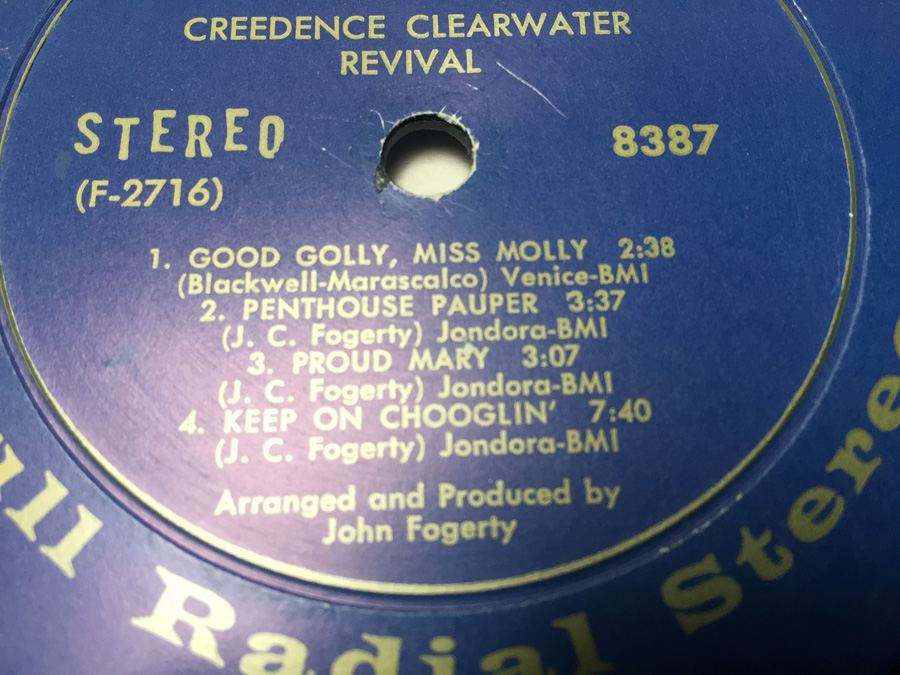 CREEDENCE CLEARWATER
REVIVAL
STEREO
8387
(F-2716)
1. GOOD GOLLY, MISS MOLLY 2:38
(Blackwell-Marascalco) Venice-BMI
2. PENTHOUSE PAUPER 3:37
(J. C. Fogerty) Jondora-BMI
3. PROUD MARY 3:07
(J. C. Fogerty) Jondora-BMI
4. KEEP ON CHOOGLIN' 7:40
(J. C. Fogerty) Jondora-BMI
Arranged and Produced by
John Fogerty
Radial Stereo